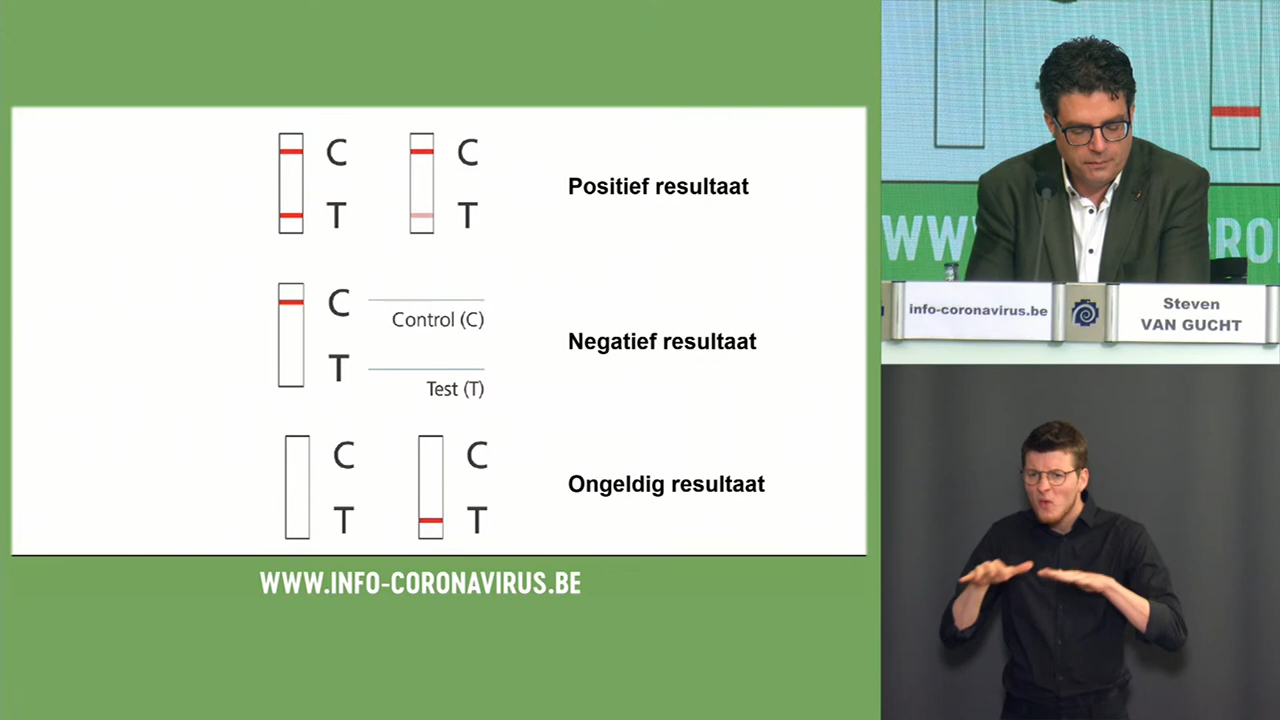 C
C
T
T
Positief resultaat
C
Control (C)
T
Test (T)
Negatief resultaat
C
C
T
T
Ongeldig resultaat
WWW.INFO-CORONAVIRUS.BE
info-coronavirus.be
Steven
VAN GUCHT